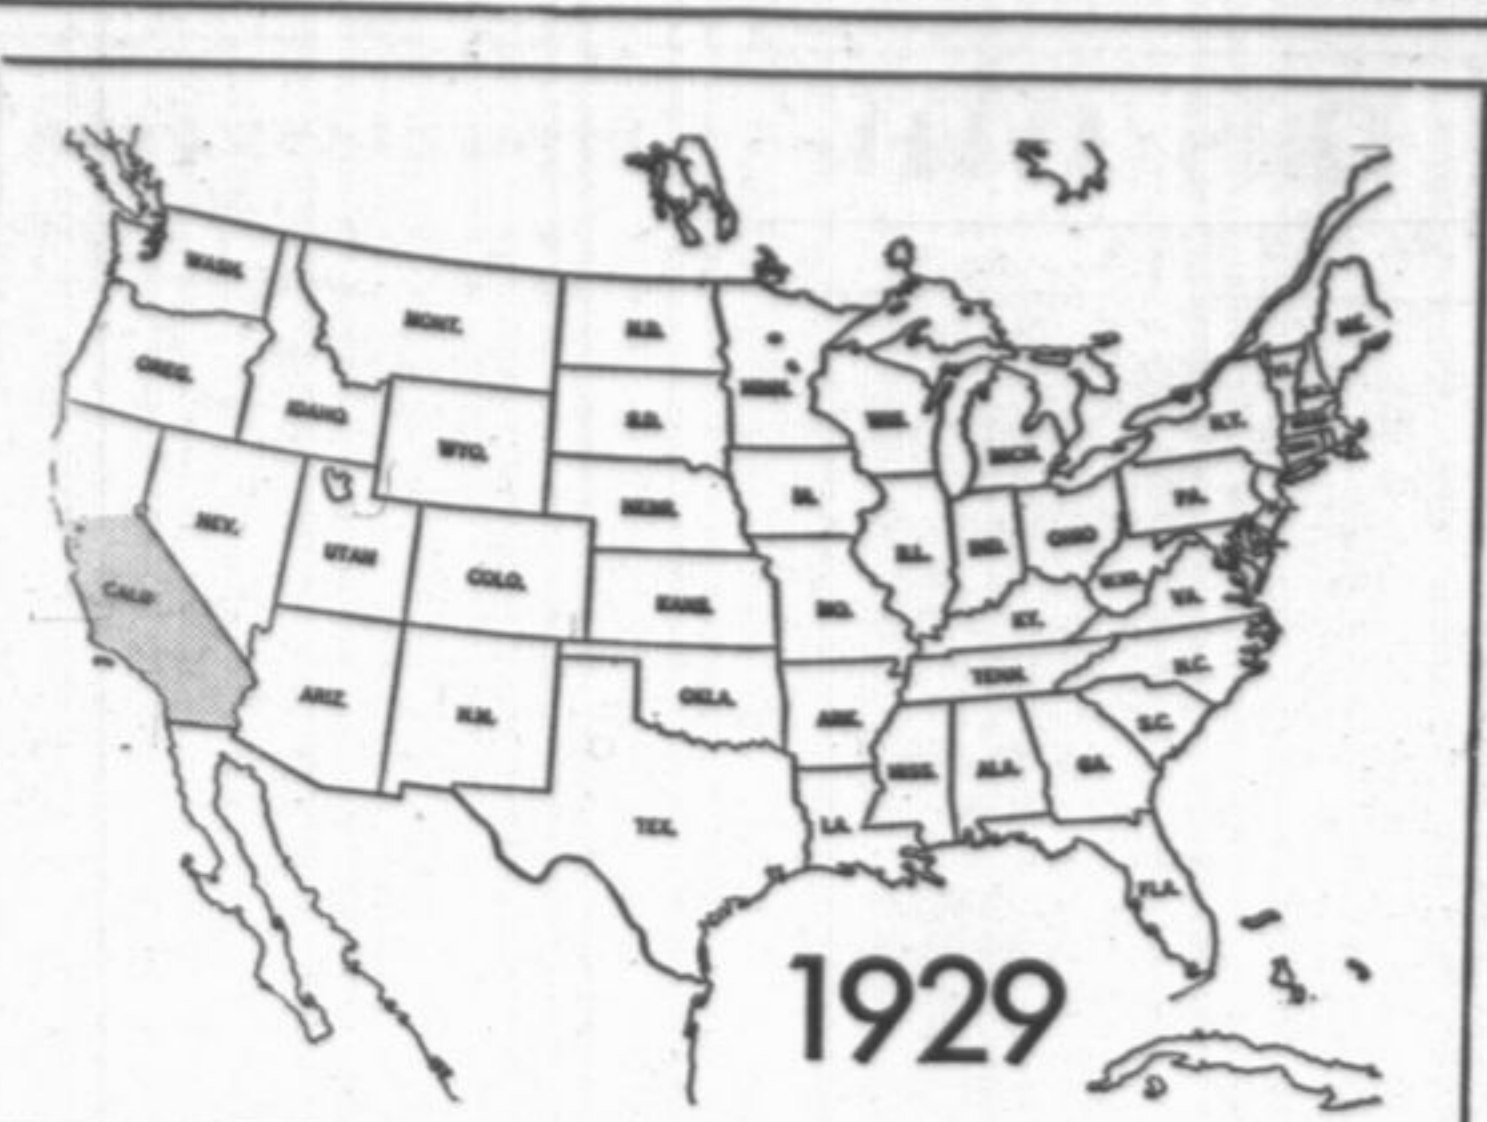 WASH.
MONT.
N.D.
ME.
OREG.
IDAHO
MINN.
WIS.
S.D.
N.Y.
WYO.
MICH.
NEV.
NEBR.
IA.
PA.
UTAH
COLO.
ILL.
IND.
OHIO
W.VA.
CALIF
KANS.
MO.
KY.
VA.
ARIZ.
N.M.
OKLA.
ARK.
TENN.
N.C.
S.C.
TEX.
LA.
MISS.
ALA.
GA.
FLA.
1929